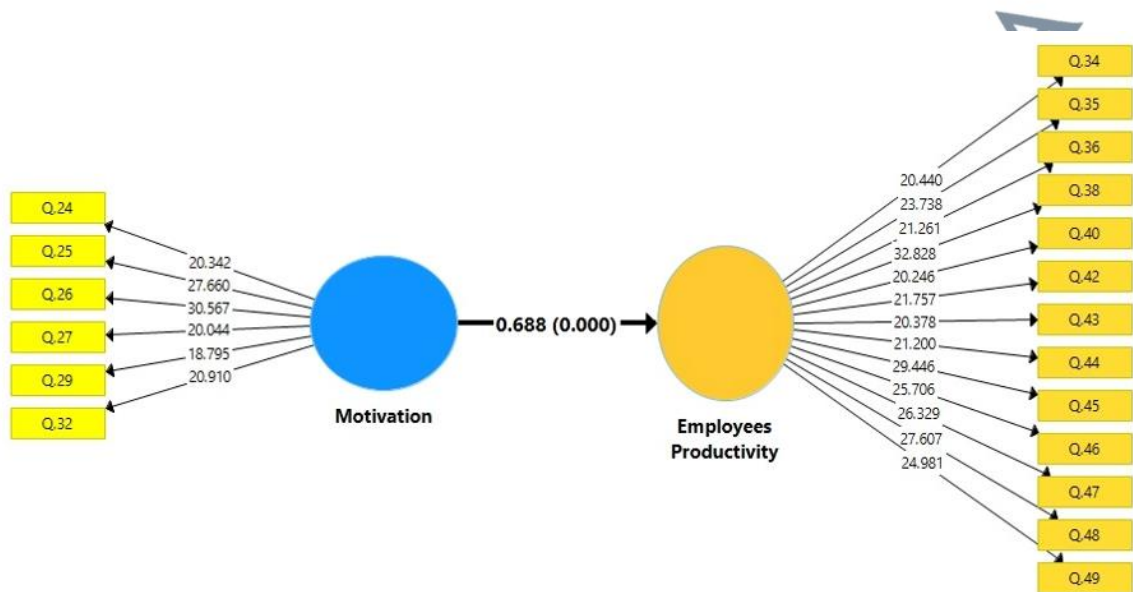 Q.24
Q.25
Q.26
Q.27
Q.29
Q.32
20.342
27.660
30.567
20.044
18.795
20.910
Motivation
0.688 (0.000)
Employees
Productivity
20.440
23.738
21.261
32.828
20.246
21.757
20.378
21.200
29.446
25.706
26.329
27.607
24.981
Q.34
Q.35
Q.36
Q.38
Q.40
Q.42
Q.43
Q.44
Q.45
Q.46
Q.47
Q.48
Q.49